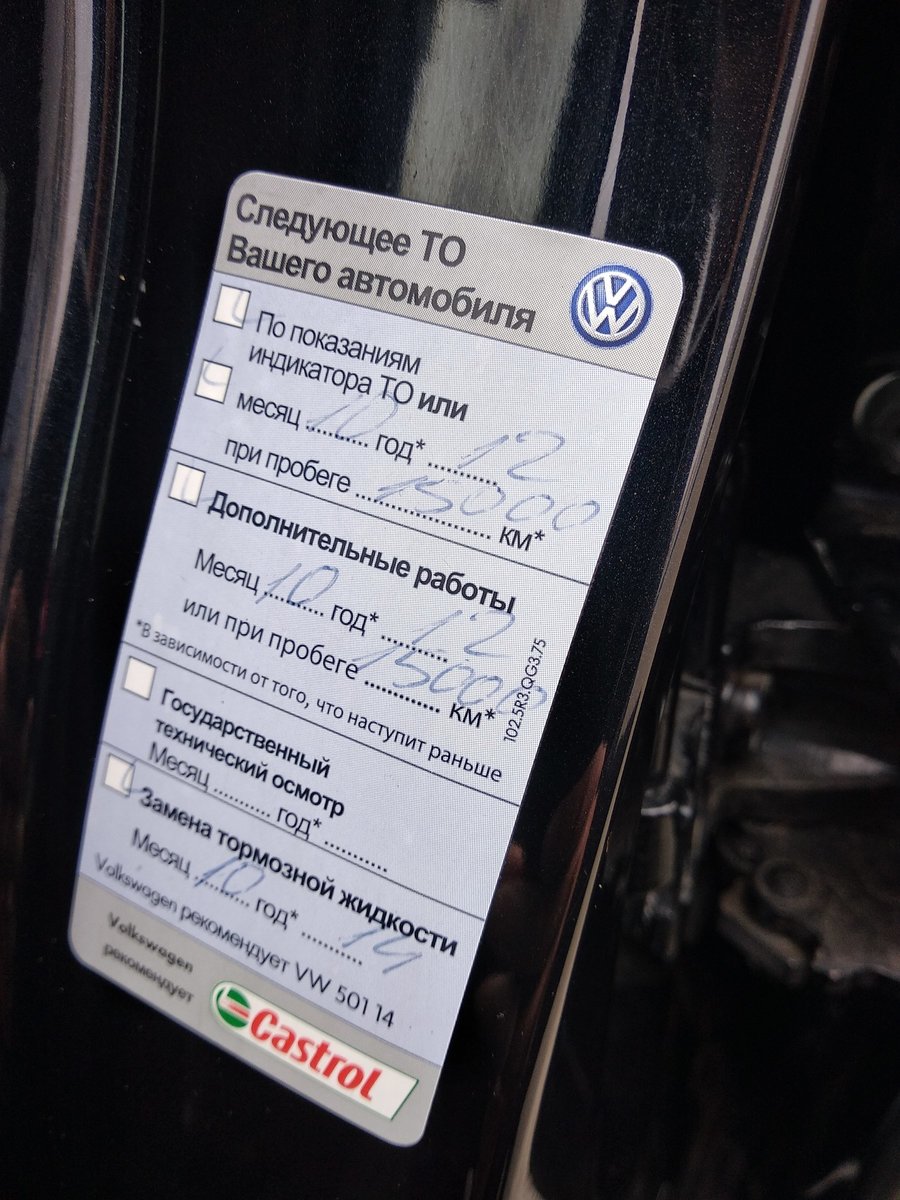 Следующее ТО
Вашего автомобиля
По показаниям
индикатора ТО или
месяц 10 год* 12
при пробеге 15000 км*
Дополнительные работы
Месяц 10 год* 12
или при пробеге 15000 км*
*В зависимости от того, что наступит раньше
102.5R3.QG3.75
Государственный
технический осмотр
Месяц .......... год* ..........
Замена тормозной жидкости
Месяц 10 год* 14
Volkswagen рекомендует VW 501 14
Volkswagen
рекомендует
Castrol